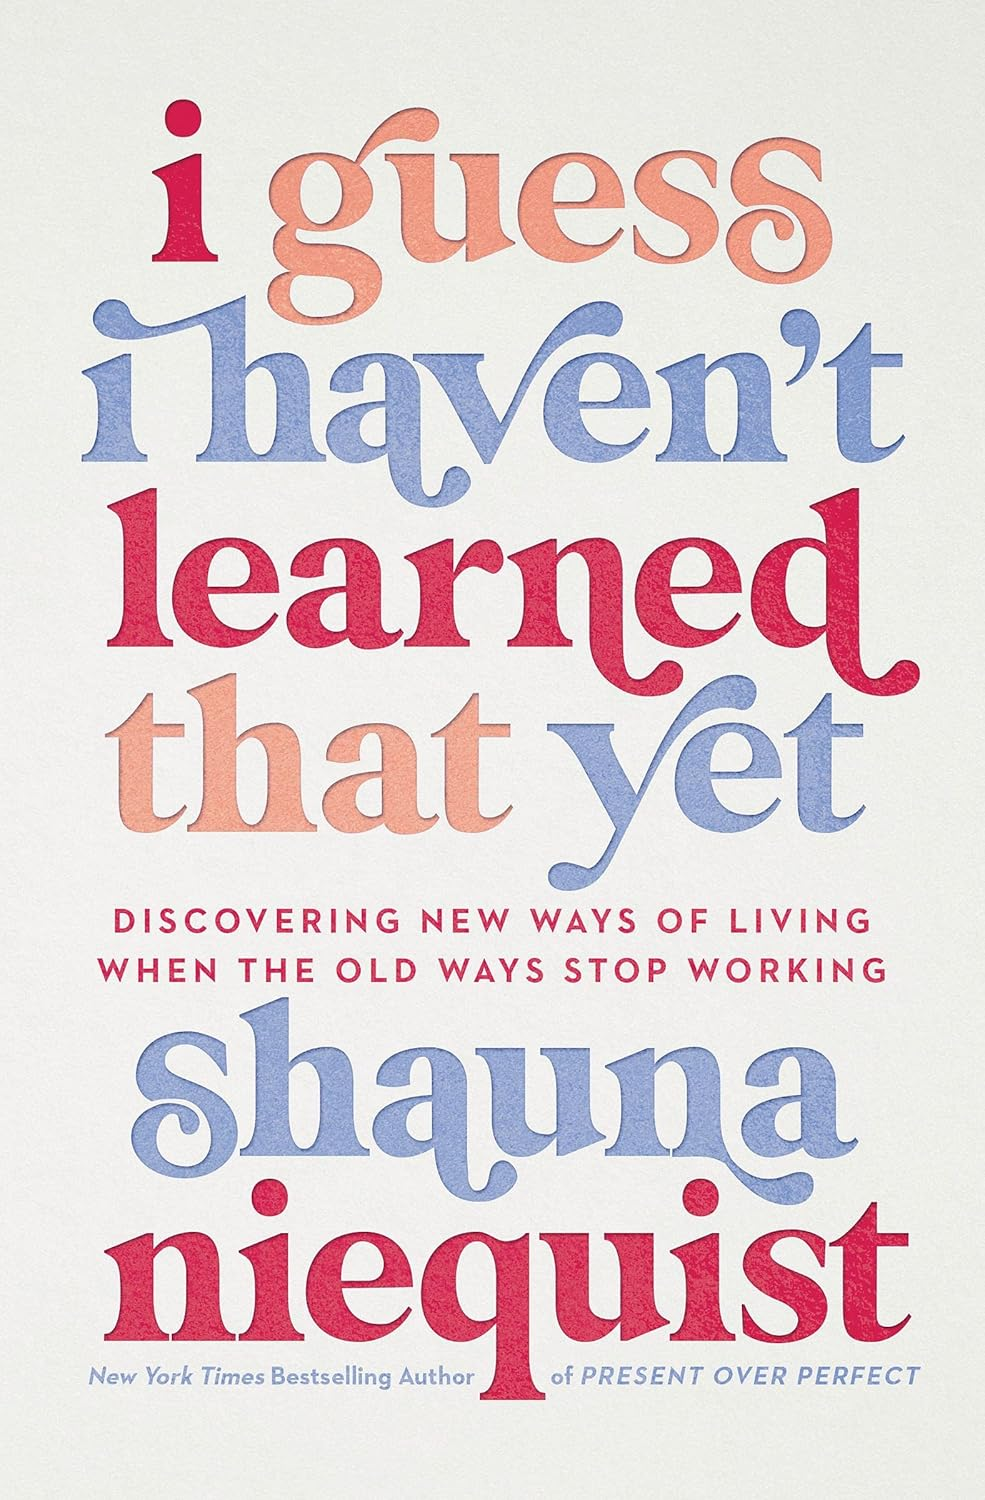 i guess
i haven't
learned
that yet
DISCOVERING NEW WAYS OF LIVING
WHEN THE OLD WAYS STOP WORKING
shauna
niequist
New York Times Bestselling Author of PRESENT OVER PERFECT